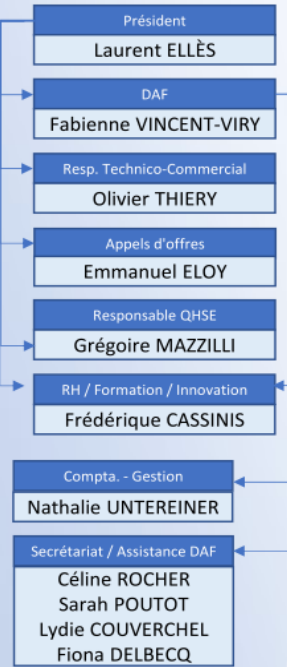 Président
Laurent ELLÈS
DAF
Fabienne VINCENT-VIRY
Resp. Technico-Commercial
Olivier THIERY
Appels d'offres
Emmanuel ELOY
Responsable QHSE
Grégoire MAZZILLI
RH / Formation / Innovation
Frédérique CASSINIS
Compta. - Gestion
Nathalie UNTEREINER
Secrétariat / Assistance DAF
Céline ROCHER
Sarah POUTOT
Lydie COUVERCHEL
Fiona DELBECQ